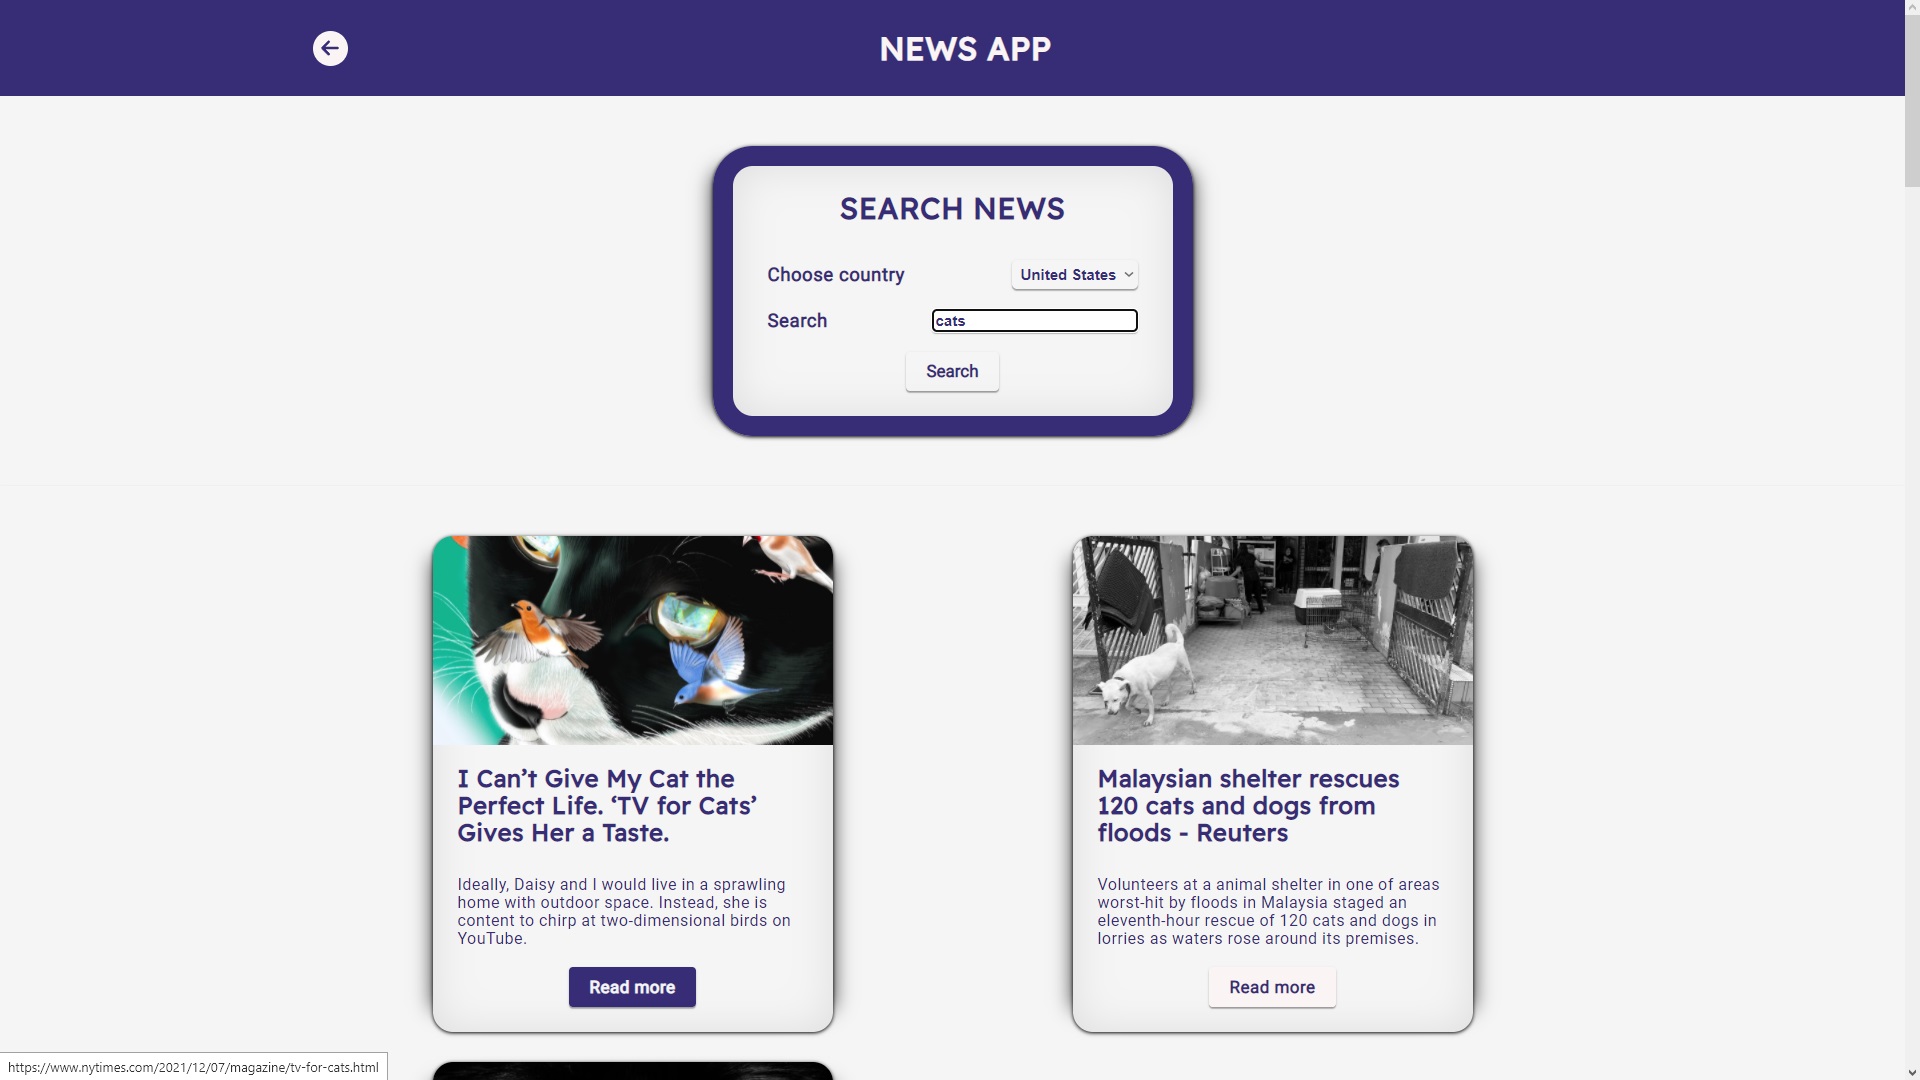 NEWS APP
SEARCH NEWS
Choose country
United States
Search
cats
Search
I Can’t Give My Cat the
Perfect Life. ‘TV for Cats’
Gives Her a Taste.
Ideally, Daisy and I would live in a sprawling
home with outdoor space. Instead, she is
content to chirp at two-dimensional birds on
YouTube.
Read more
Malaysian shelter rescues
120 cats and dogs from
floods - Reuters
Volunteers at a animal shelter in one of areas
worst-hit by floods in Malaysia staged an
eleventh-hour rescue of 120 cats and dogs in
lorries as waters rose around its premises.
Read more
https://www.nytimes.com/2021/12/07/magazine/tv-for-cats.html